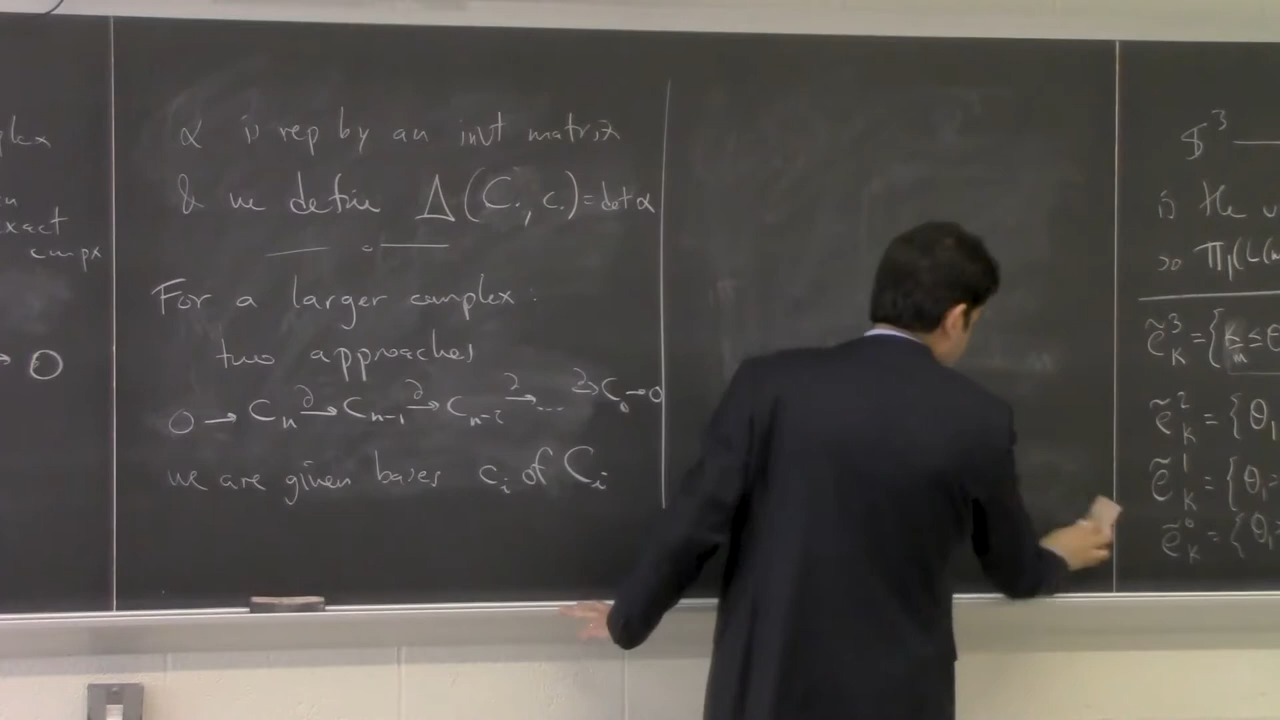 plex
exact
cmpx
→ 0
α is rep by an invt matrix
& we define Δ(C., c.) = det α
For a larger complex:
two approaches
0 → Cₙ →∂ Cₙ₋₁ →∂ Cₙ₋₂ →∂ ... →∂ C₀ → 0
we are given bases cᵢ of Cᵢ
S³ —
is the u
so π₁(L(
ẽ³ₖ = {k/m ≤ θ
ẽ²ₖ = {θ₁
ẽ¹ₖ = {θ₁ =
ẽ⁰ₖ = {θ₁